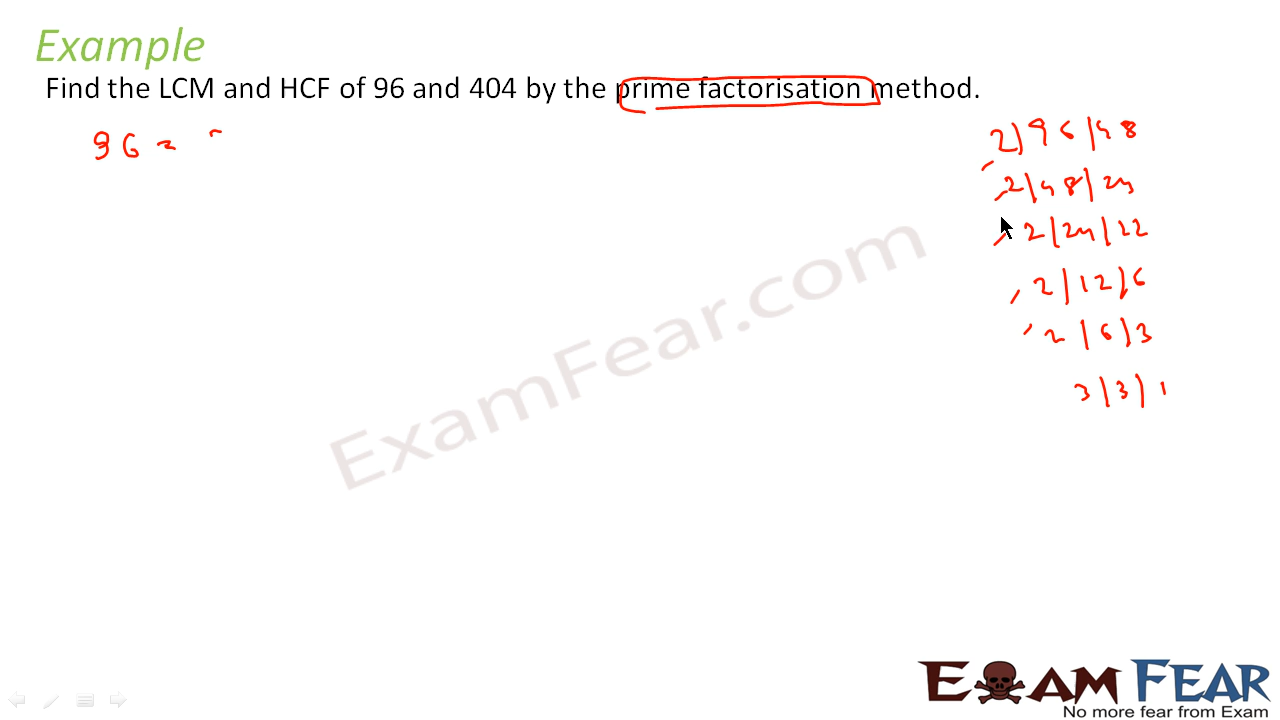 Example
Find the LCM and HCF of 96 and 404 by the prime factorisation method.
96 =
2 | 96 | 48
2 | 48 | 24
2 | 24 | 12
2 | 12 | 6
2 | 6 | 3
3 | 3 | 1
ExamFear.com
EXAM FEAR
No more fear from Exam